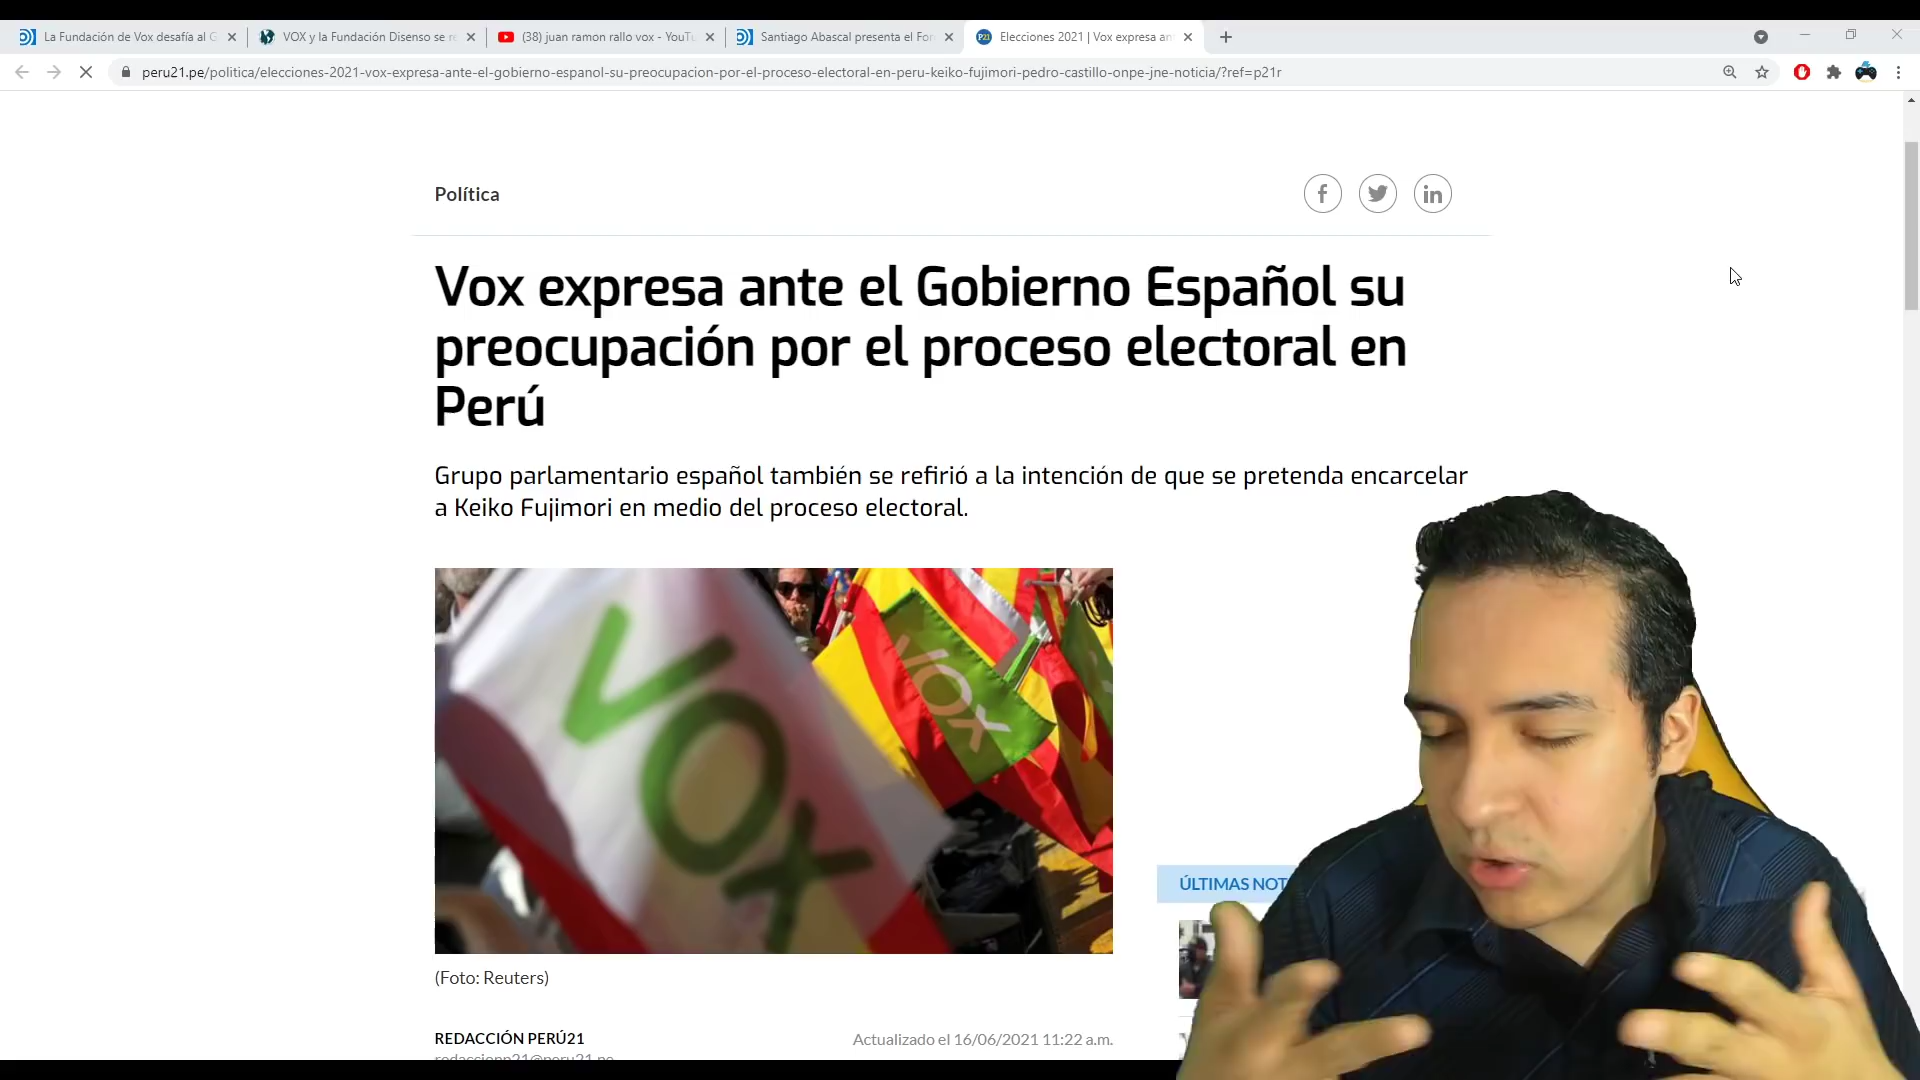 La Fundación de Vox desafía al G
VOX y la Fundación Disenso se re
(38) juan ramon rallo vox - YouTu
Santiago Abascal presenta el For
Elecciones 2021 | Vox expresa an
peru21.pe/politica/elecciones-2021-vox-expresa-ante-el-gobierno-espanol-su-preocupacion-por-el-proceso-electoral-en-peru-keiko-fujimori-pedro-castillo-onpe-jne-noticia/?ref=p21r
Política
Vox expresa ante el Gobierno Español su
preocupación por el proceso electoral en
Perú
Grupo parlamentario español también se refirió a la intención de que se pretenda encarcelar
a Keiko Fujimori en medio del proceso electoral.
VOX
VOX
ÚLTIMAS NOT
(Foto: Reuters)
REDACCIÓN PERÚ21
Actualizado el 16/06/2021 11:22 a.m.
redaccionp21@peru21.pe